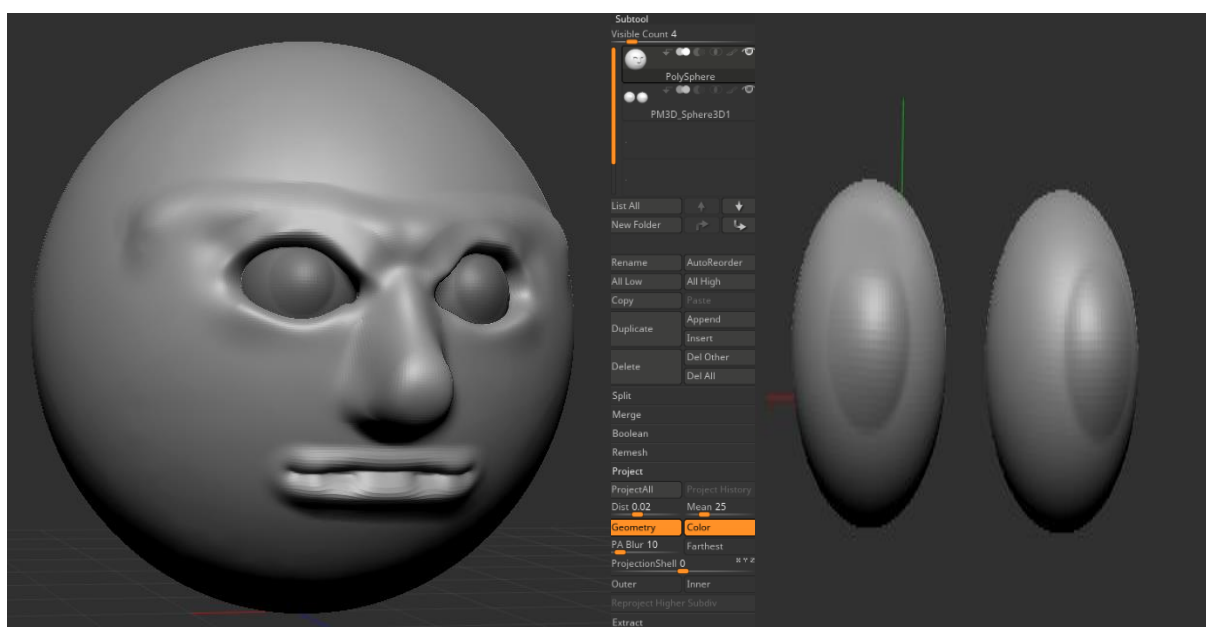 Subtool
Visible Count 4
PolySphere
PM3D_Sphere3D1
List All
New Folder
Rename AutoReorder
All Low All High
Copy Paste
Duplicate Append
Insert
Delete Del Other
Del All
Split
Merge
Boolean
Remesh
Project
ProjectAll Project History
Dist 0.02 Mean 25
Geometry Color
PA Blur 10 Farthest
ProjectionShell 0 X Y Z
Outer Inner
Reproject Higher Subdiv
Extract